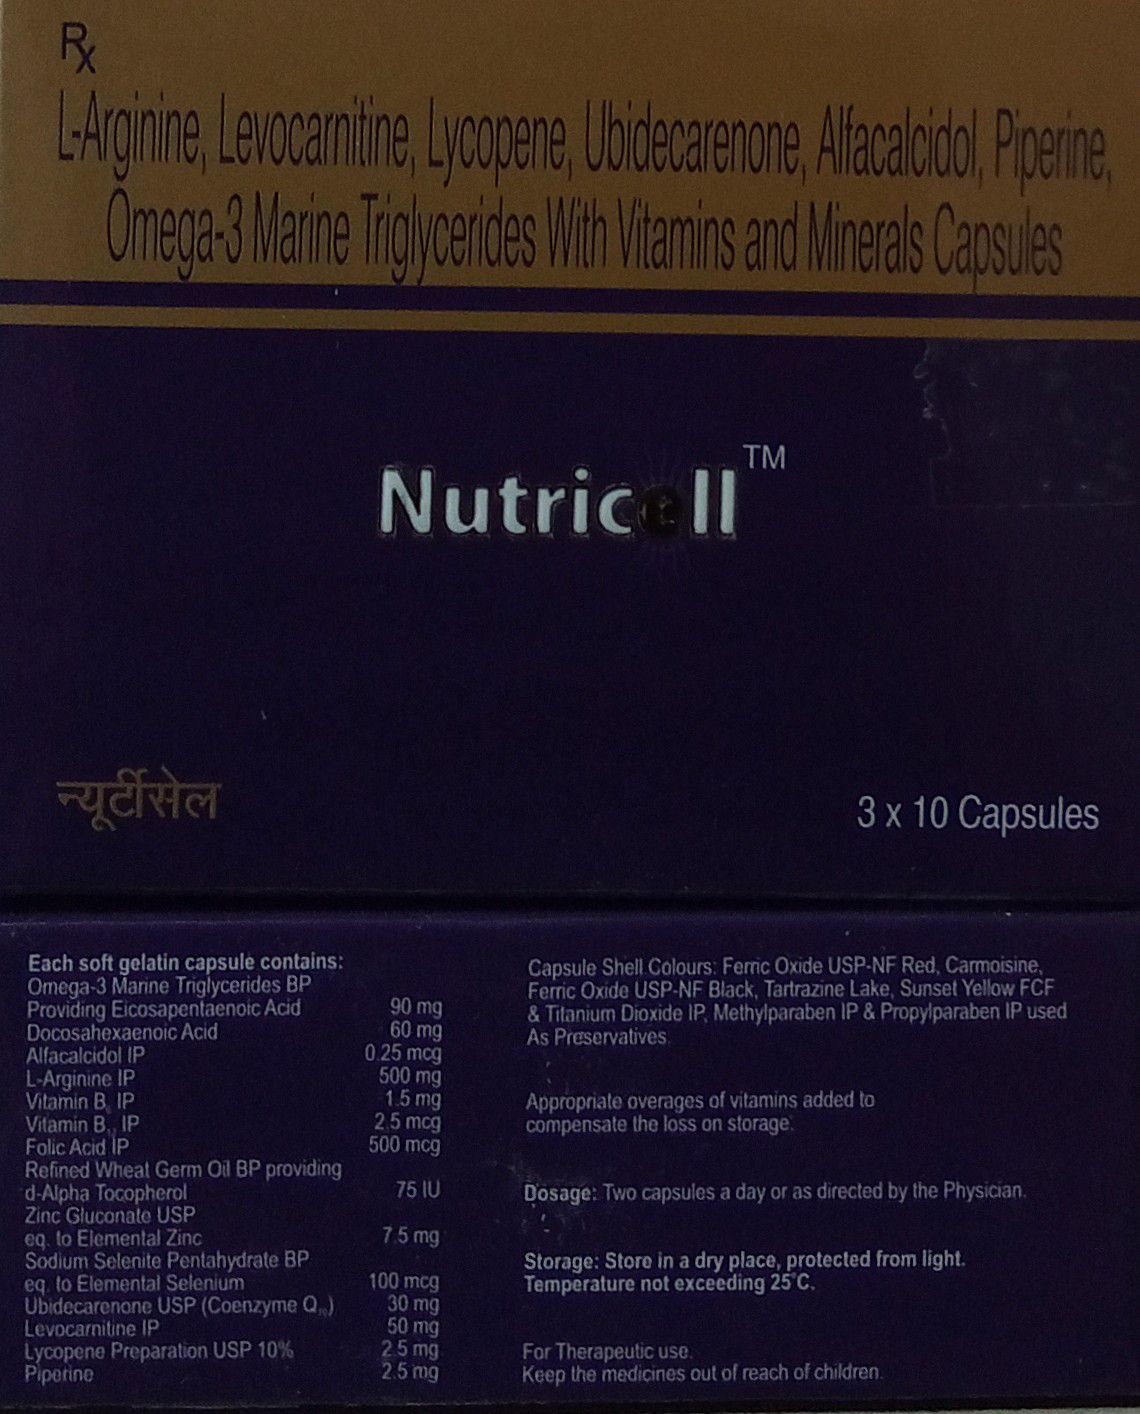 Rx
L-Arginine, Levocarnitine, Lycopene, Ubidecarenone, Alfacalcidol, Piperine,
Omega-3 Marine Triglycerides With Vitamins and Minerals Capsules
Nutricell™
न्यूर्टीसेल
3 x 10 Capsules
Each soft gelatin capsule contains:
Omega-3 Marine Triglycerides BP
Providing Eicosapentaenoic Acid 90 mg
Docosahexaenoic Acid 60 mg
Alfacalcidol IP 0.25 mcg
L-Arginine IP 500 mg
Vitamin B IP 1.5 mg
Vitamin B IP 2.5 mcg
Folic Acid IP 500 mcg
Refined Wheat Germ Oil BP providing
d-Alpha Tocopherol 75 IU
Zinc Gluconate USP
eq. to Elemental Zinc 7.5 mg
Sodium Selenite Pentahydrate BP
eq. to Elemental Selenium 100 mcg
Ubidecarenone USP (Coenzyme Q₁₀) 30 mg
Levocarnitine IP 50 mg
Lycopene Preparation USP 10% 2.5 mg
Piperine 2.5 mg
Capsule Shell Colours: Ferric Oxide USP-NF Red, Carmoisine,
Ferric Oxide USP-NF Black, Tartrazine Lake, Sunset Yellow FCF
& Titanium Dioxide IP, Methylparaben IP & Propylparaben IP used
As Preservatives.
Appropriate overages of vitamins added to
compensate the loss on storage.
Dosage: Two capsules a day or as directed by the Physician.
Storage: Store in a dry place, protected from light.
Temperature not exceeding 25°C.
For Therapeutic use.
Keep the medicines out of reach of children.